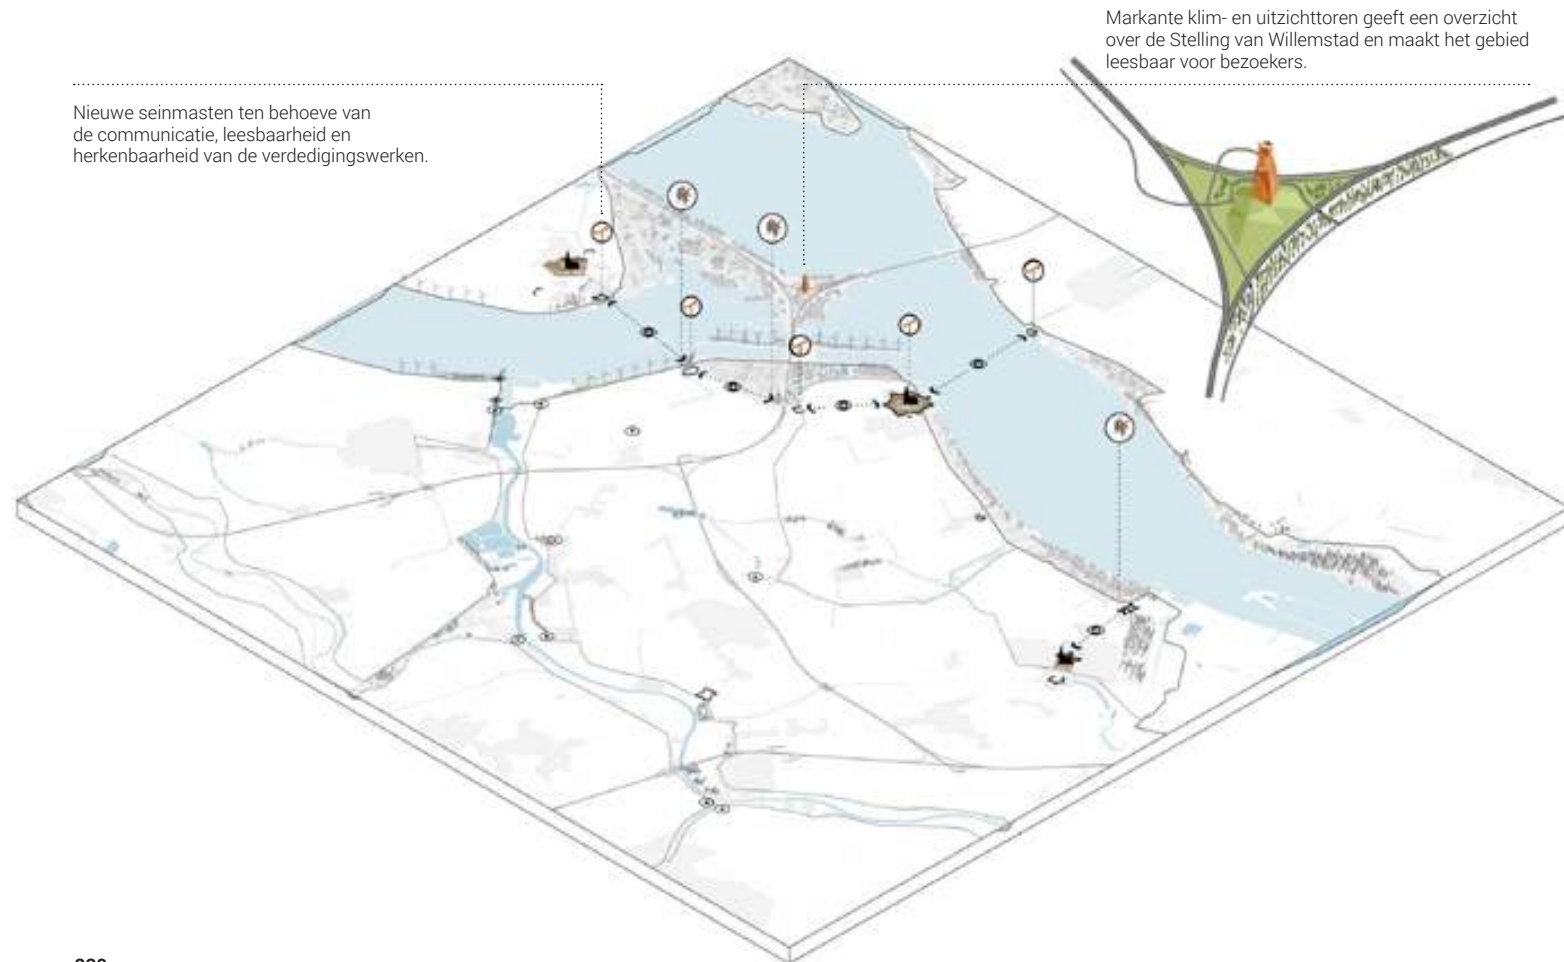 Markante klim- en uitzichttoren geeft een overzicht
over de Stelling van Willemstad en maakt het gebied
leesbaar voor bezoekers.
Nieuwe seinmasten ten behoeve van
de communicatie, leesbaarheid en
herkenbaarheid van de verdedigingswerken.